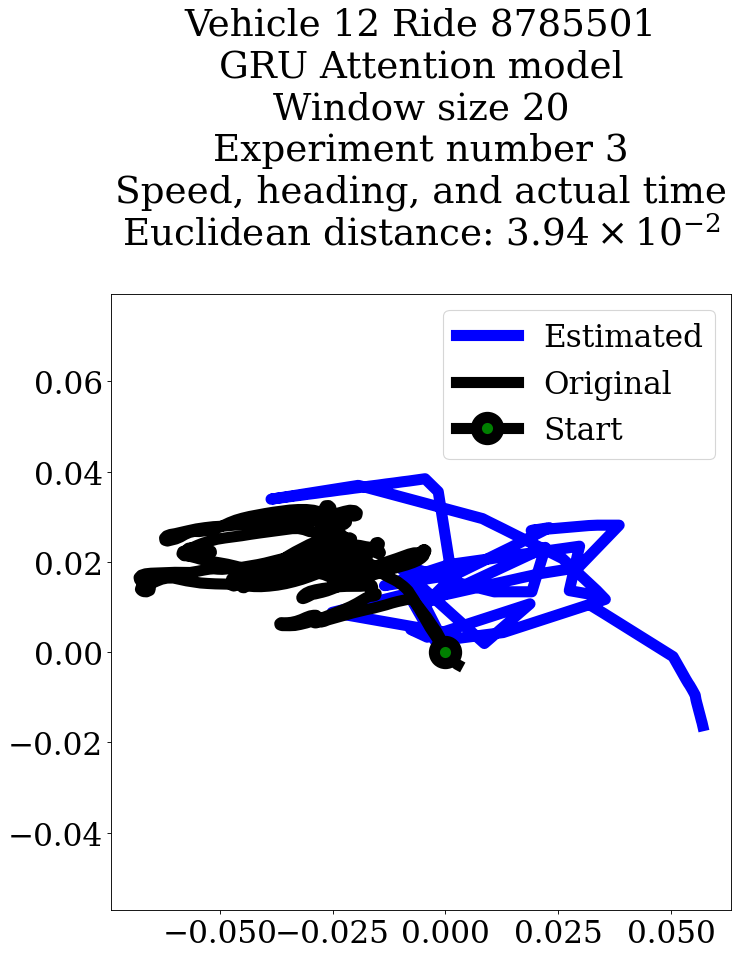 Vehicle 12 Ride 8785501
GRU Attention model
Window size 20
Experiment number 3
Speed, heading, and actual time
Euclidean distance: 3.94 × 10⁻²
Estimated
Original
Start
0.06
0.04
0.02
0.00
−0.02
−0.04
−0.050 −0.025 0.000 0.025 0.050